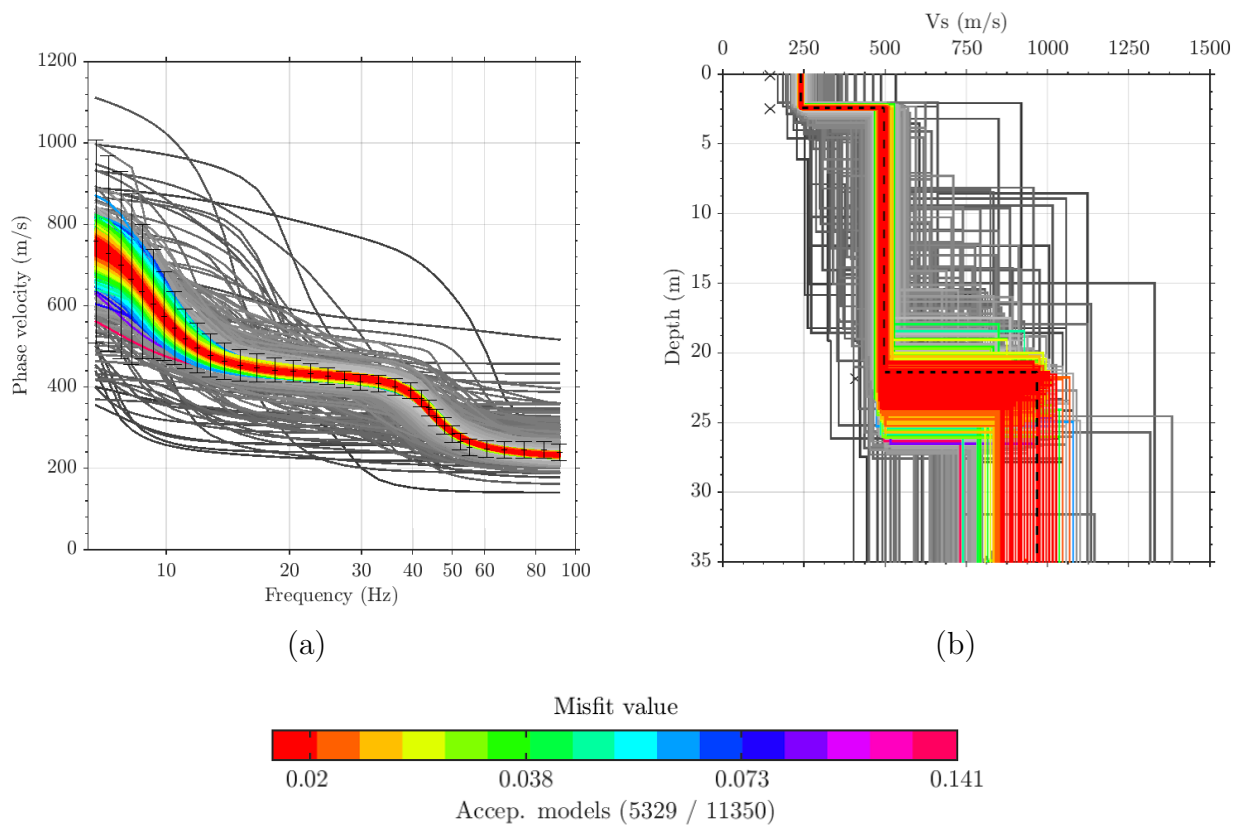 Vs (m/s)
0 250 500 750 1000 1250 1500
1200
1000
800
600
400
200
0
Phase velocity (m/s)
10 20 30 40 50 60 80 100
Frequency (Hz)
0
5
10
15
20
25
30
35
Depth (m)
(a) (b)
Misfit value
0.02 0.038 0.073 0.141
Accep. models (5329 / 11350)